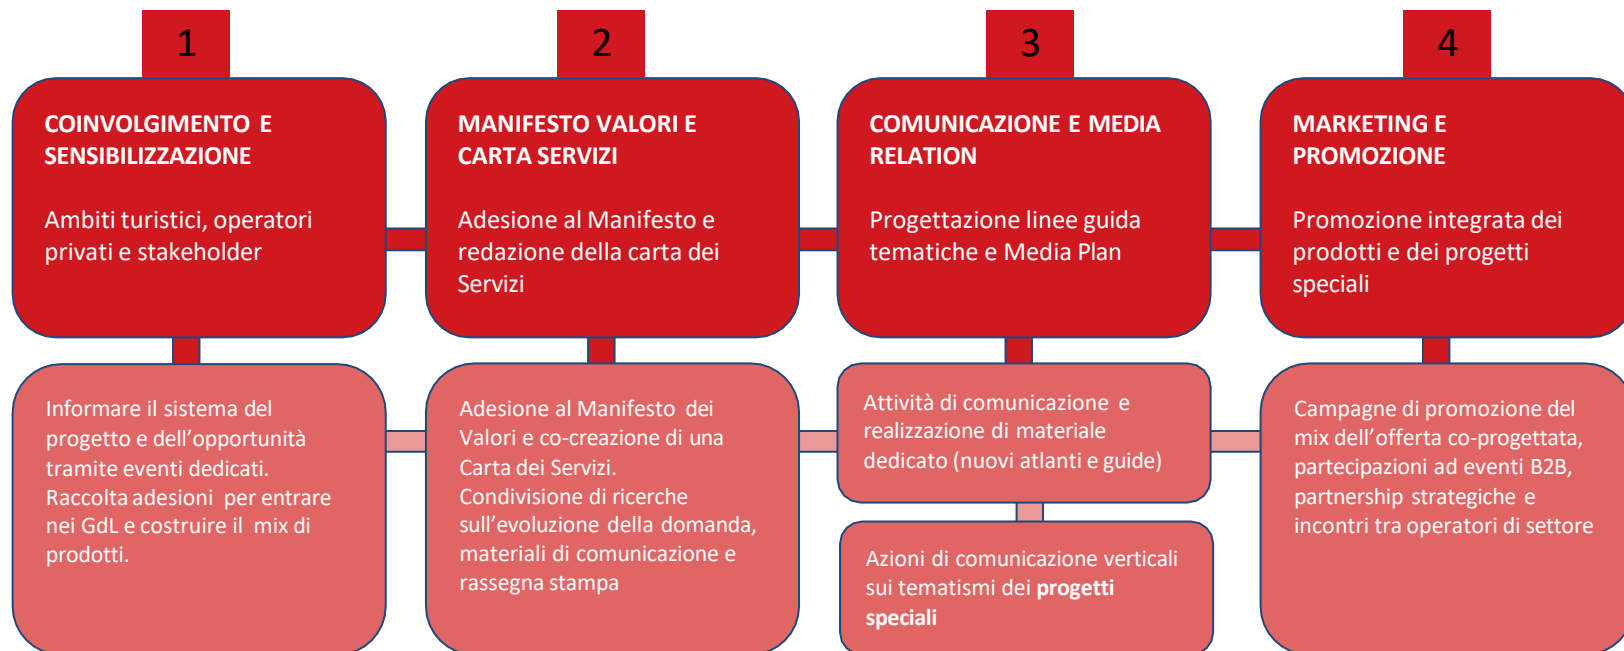 1
COINVOLGIMENTO E
SENSIBILIZZAZIONE
Ambiti turistici, operatori
privati e stakeholder
Informare il sistema del
progetto e dell’opportunità
tramite eventi dedicati.
Raccolta adesioni per entrare
nei GdL e costruire il mix di
prodotti.
2
MANIFESTO VALORI E
CARTA SERVIZI
Adesione al Manifesto e
redazione della carta dei
Servizi
Adesione al Manifesto dei
Valori e co-creazione di una
Carta dei Servizi.
Condivisione di ricerche
sull’evoluzione della domanda,
materiali di comunicazione e
rassegna stampa
3
COMUNICAZIONE E MEDIA
RELATION
Progettazione linee guida
tematiche e Media Plan
Attività di comunicazione e
realizzazione di materiale
dedicato (nuovi atlanti e guide)
Azioni di comunicazione verticali
sui tematismi dei progetti
speciali
4
MARKETING E
PROMOZIONE
Promozione integrata dei
prodotti e dei progetti
speciali
Campagne di promozione del
mix dell’offerta co-progettata,
partecipazioni ad eventi B2B,
partnership strategiche e
incontri tra operatori di settore